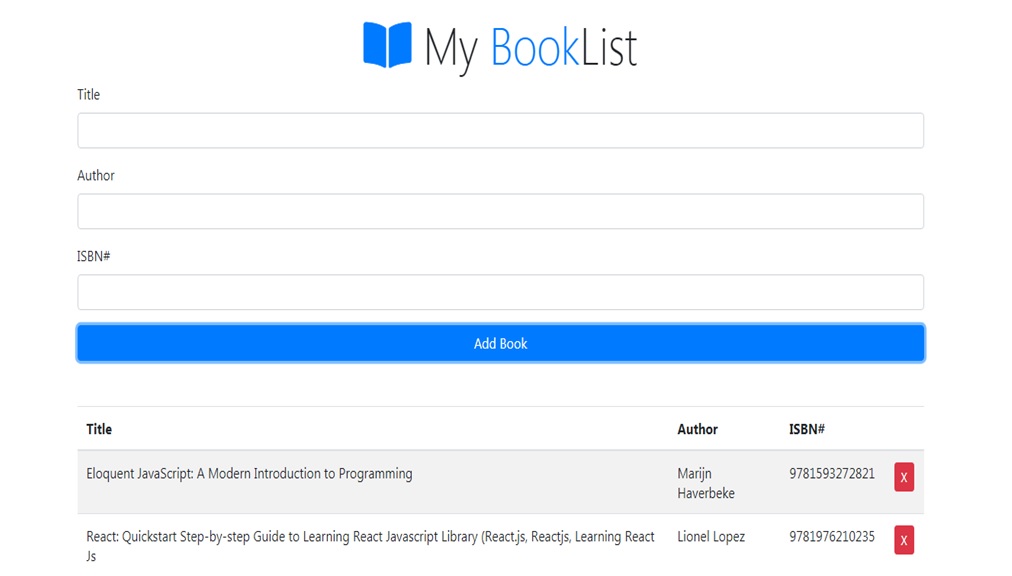 My BookList
Title
Author
ISBN#
Add Book
Title Author ISBN#
Eloquent JavaScript: A Modern Introduction to Programming Marijn 9781593272821 X
Haverbeke
React: Quickstart Step-by-step Guide to Learning React Javascript Library (React.js, Reactjs, Learning React Lionel Lopez 9781976210235 X
Js